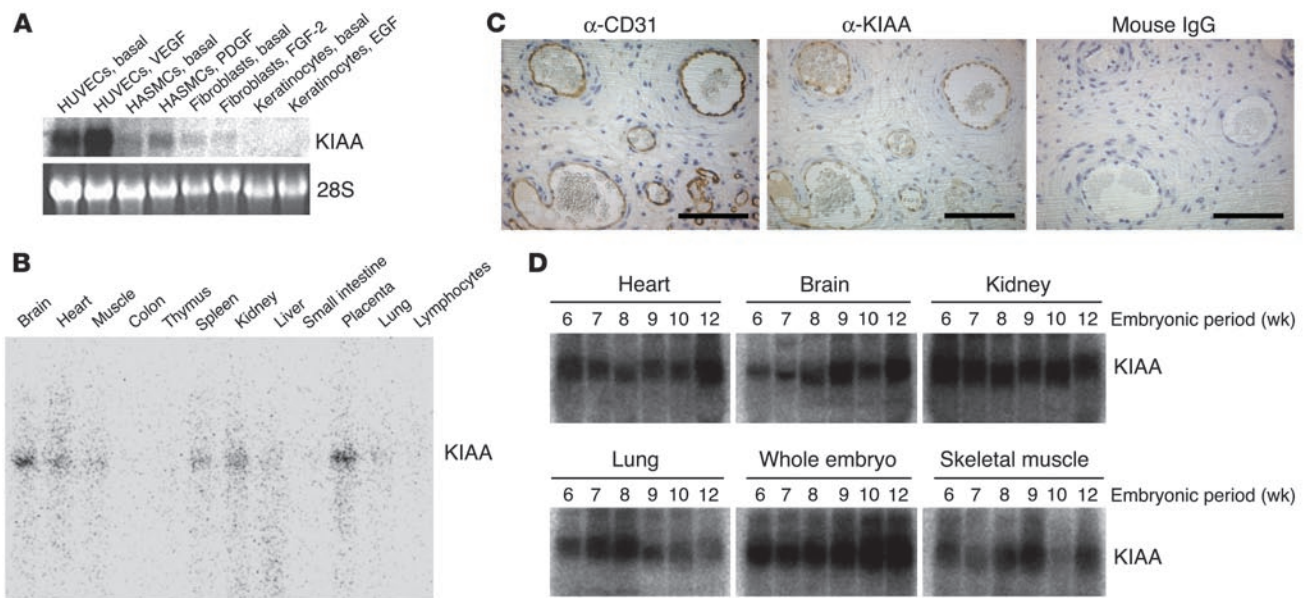 A
HUVECs, basal
HUVECs, VEGF
HASMCs, basal
HASMCs, PDGF
Fibroblasts, basal
Fibroblasts, FGF-2
Keratinocytes, basal
Keratinocytes, EGF
KIAA
28S
B
Brain
Heart
Muscle
Colon
Thymus
Spleen
Kidney
Liver
Small intestine
Placenta
Lung
Lymphocytes
KIAA
C
α-CD31 α-KIAA Mouse IgG
D
Heart Brain Kidney
6 7 8 9 10 12 6 7 8 9 10 12 6 7 8 9 10 12 Embryonic period (wk)
KIAA
Lung Whole embryo Skeletal muscle
6 7 8 9 10 12 6 7 8 9 10 12 6 7 8 9 10 12 Embryonic period (wk)
KIAA